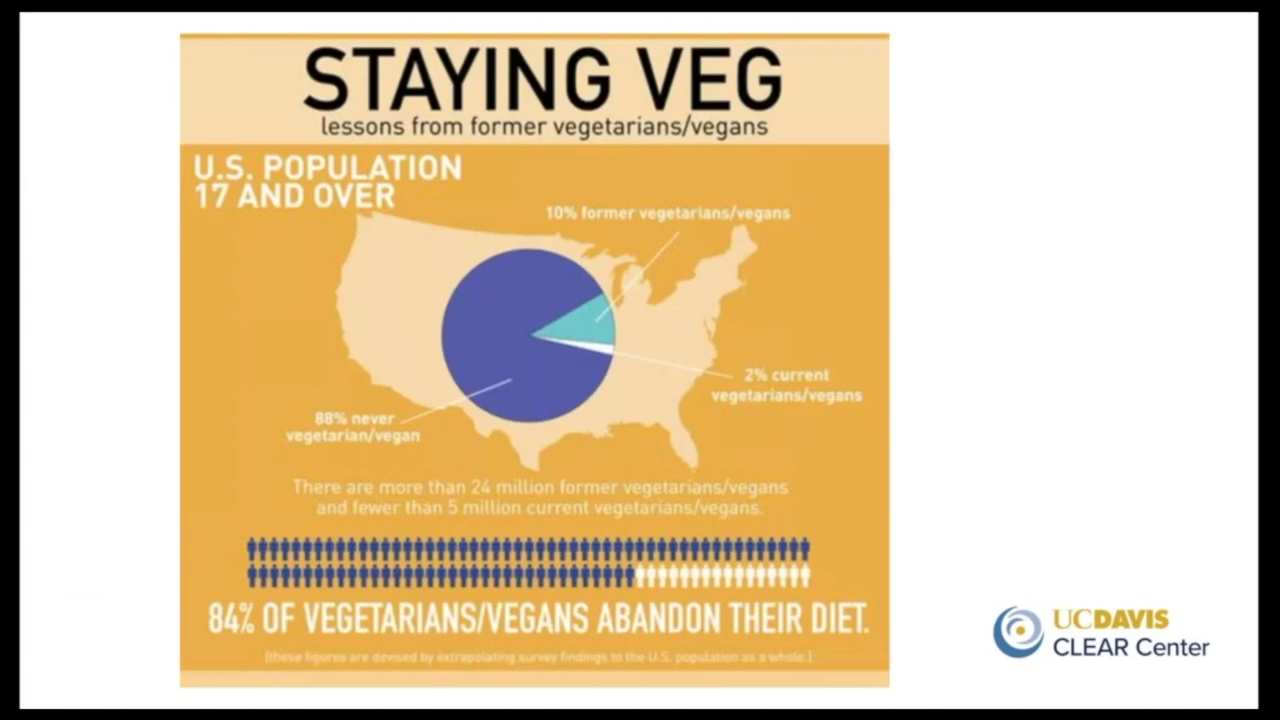 STAYING VEG
lessons from former vegetarians/vegans
U.S. POPULATION
17 AND OVER
10% former vegetarians/vegans
2% current
vegetarians/vegans
88% never
vegetarian/vegan
There are more than 24 million former vegetarians/vegans
and fewer than 5 million current vegetarians/vegans.
84% OF VEGETARIANS/VEGANS ABANDON THEIR DIET.
[these figures are devised by extrapolating survey findings to the U.S. population as a whole.]
UCDAVIS
CLEAR Center